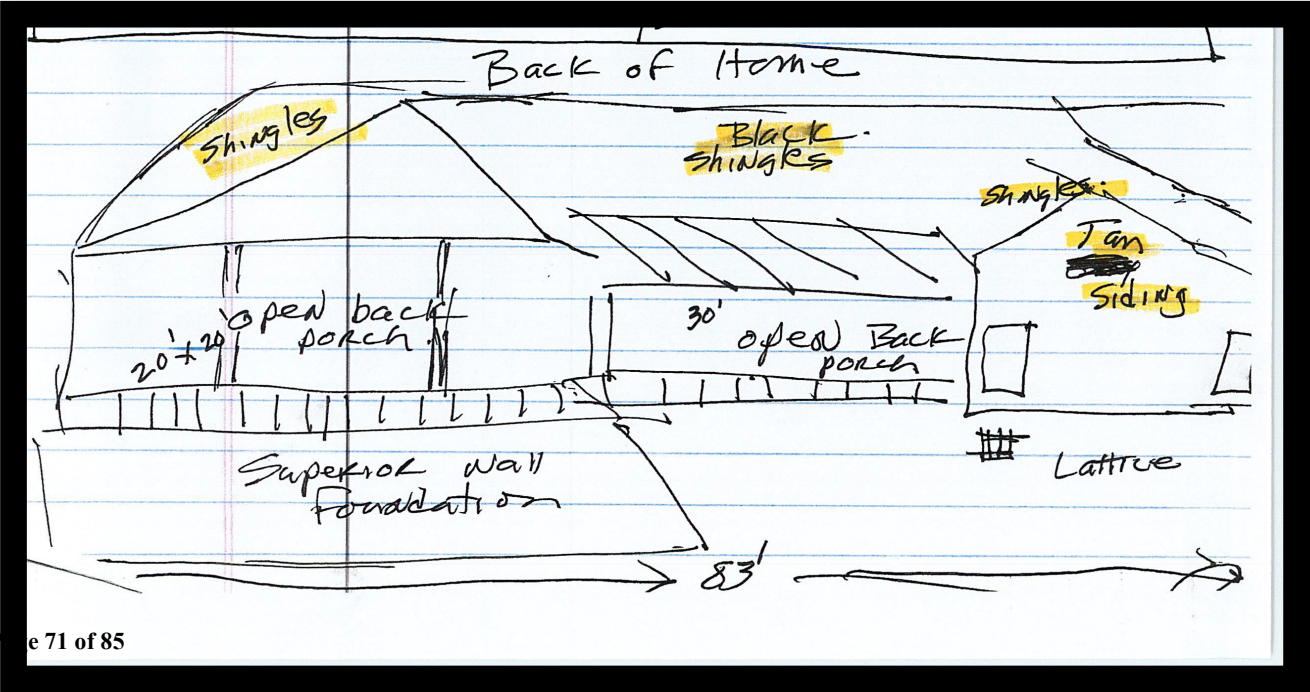 Back of Home
Shingles
Black
Shingles
Shingles
Tan
Siding
20' x 20'
open back
porch
30'
open Back
porch
Superior Wall
Foundation
Lattice
83'
e 71 of 85